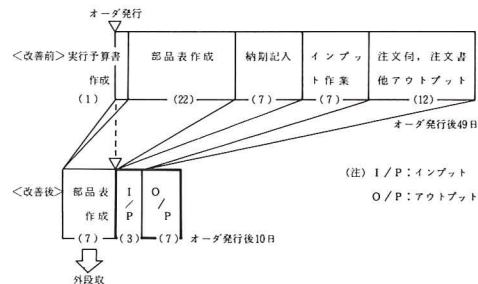 オーダ発行
<改善前> 実行予算書
作成
(1)
部品表作成
(22)
納期記入
(7)
インプッ
ト作業
(7)
注文伺,注文書
他アウトプット
(12)
オーダ発行後49日
(注) I/P:インプット
O/P:アウトプット
<改善後> 部品表
作成
(7)
I
/
P
(3)
O
/
P
(7)
オーダ発行後10日
外段取